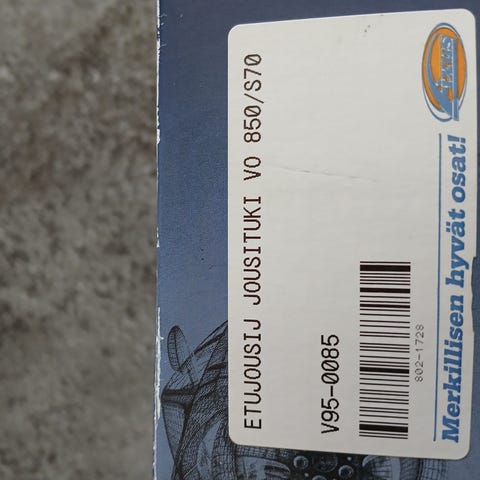 ETUJOUSIJ JOUSITUKI VO 850/S70
V95-0085
802-1728
Merkillisen hyvät osat!